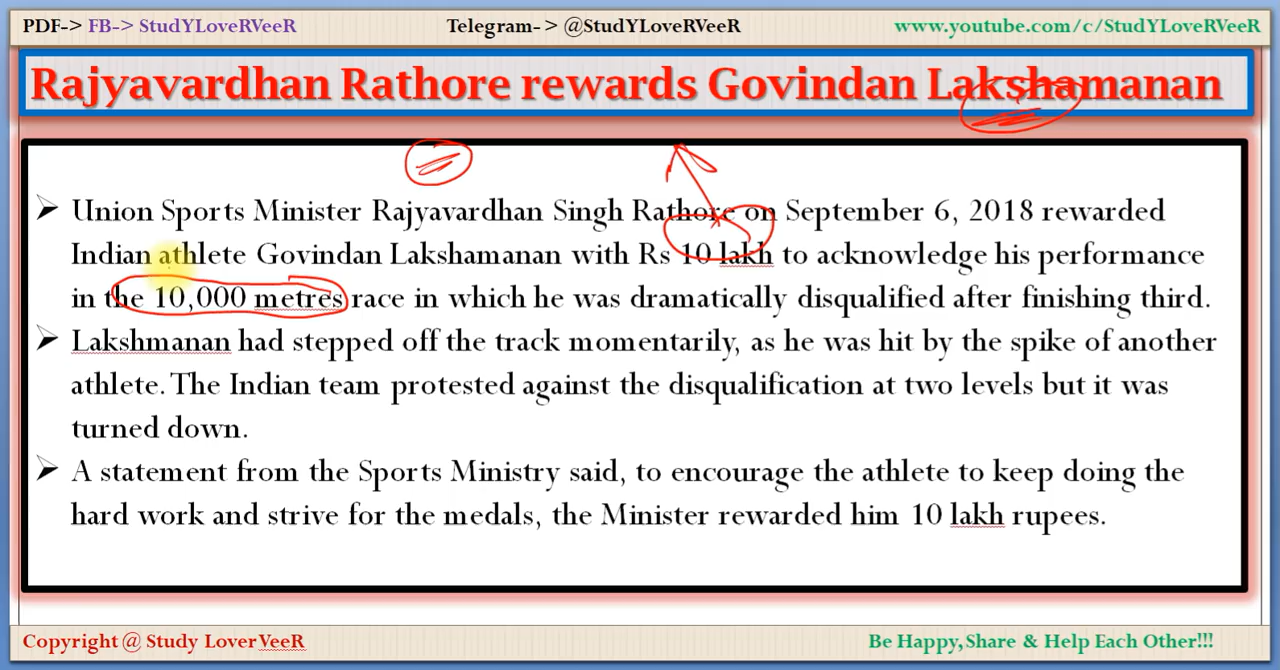 PDF-> FB-> StudYLoveRVeeR Telegram-> @StudYLoveRVeeR www.youtube.com/c/StudYLoveRVeeR
Rajyavardhan Rathore rewards Govindan Lakshamanan
➢ Union Sports Minister Rajyavardhan Singh Rathore on September 6, 2018 rewarded
Indian athlete Govindan Lakshamanan with Rs 10 lakh to acknowledge his performance
in the 10,000 metres race in which he was dramatically disqualified after finishing third.
➢ Lakshmanan had stepped off the track momentarily, as he was hit by the spike of another
athlete. The Indian team protested against the disqualification at two levels but it was
turned down.
➢ A statement from the Sports Ministry said, to encourage the athlete to keep doing the
hard work and strive for the medals, the Minister rewarded him 10 lakh rupees.
Copyright @ Study LoverVeeR Be Happy,Share & Help Each Other!!!